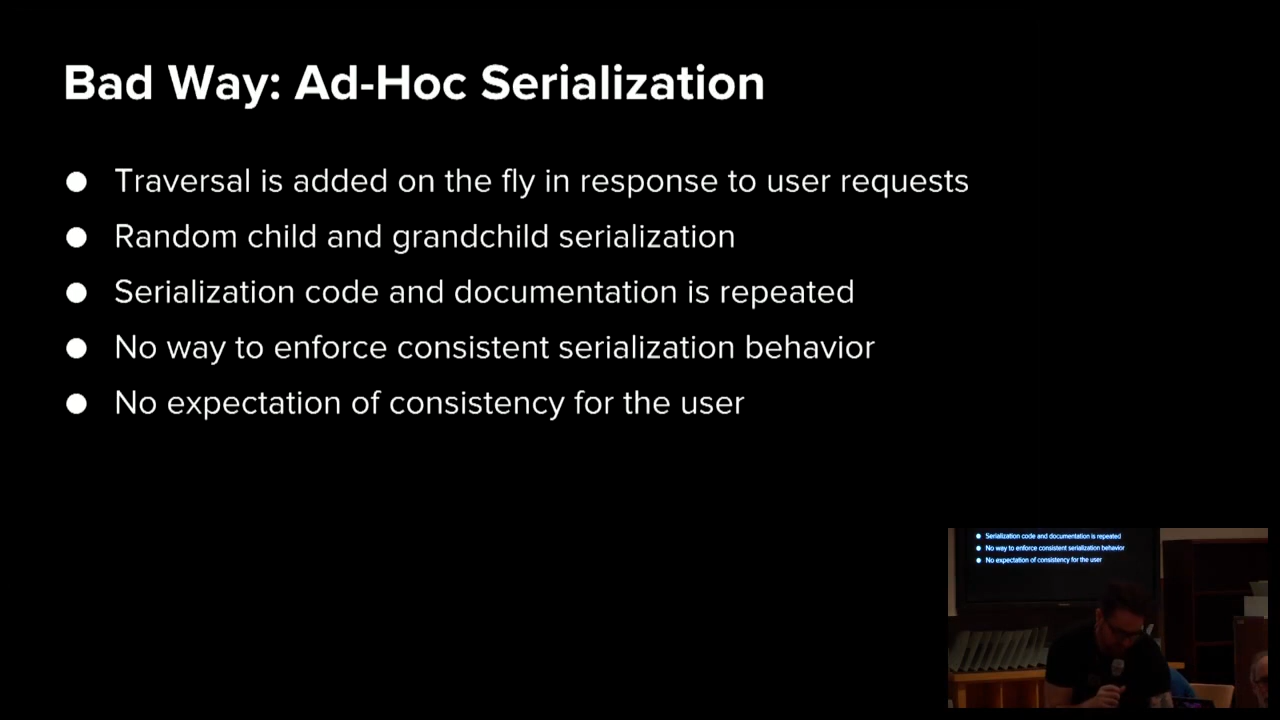 Bad Way: Ad-Hoc Serialization
● Traversal is added on the fly in response to user requests
● Random child and grandchild serialization
● Serialization code and documentation is repeated
● No way to enforce consistent serialization behavior
● No expectation of consistency for the user
● Serialization code and documentation is repeated
● No way to enforce consistent serialization behavior
● No expectation of consistency for the user